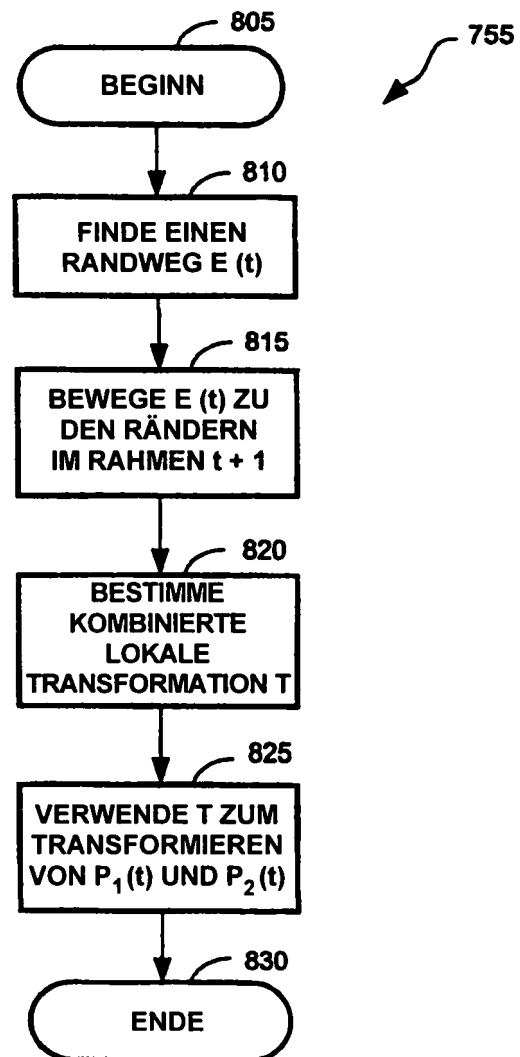 805
755
BEGINN
810
FINDE EINEN
RANDWEG E (t)
815
BEWEGE E (t) ZU
DEN RÄNDERN
IM RAHMEN t + 1
820
BESTIMME
KOMBINIERTE
LOKALE
TRANSFORMATION T
825
VERWENDE T ZUM
TRANSFORMIEREN
VON P₁(t) UND P₂(t)
830
ENDE